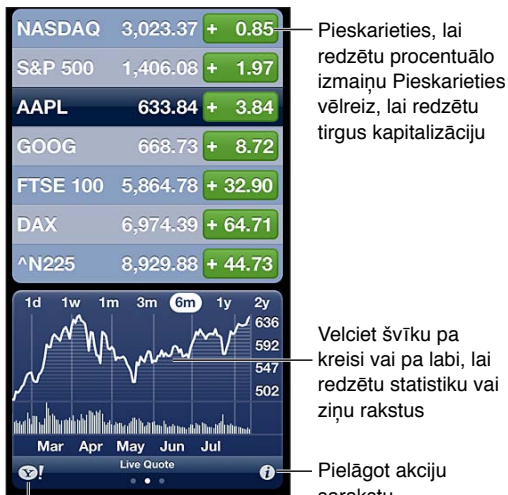 NASDAQ 3,023.37 + 0.85
S&P 500 1,406.08 + 1.97
AAPL 633.84 + 3.84
GOOG 668.73 + 8.72
FTSE 100 5,864.78 + 32.90
DAX 6,974.39 + 64.71
^N225 8,929.88 + 44.73
Pieskarieties, lai
redzētu procentuālo
izmaiņu Pieskarieties
vēlreiz, lai redzētu
tirgus kapitalizāciju
1d 1w 1m 3m 6m 1y 2y
636
592
547
502
Mar Apr May Jun Jul
Velciet švīku pa
kreisi vai pa labi, lai
redzētu statistiku vai
ziņu rakstus
Y! Live Quote i
Pielāgot akciju